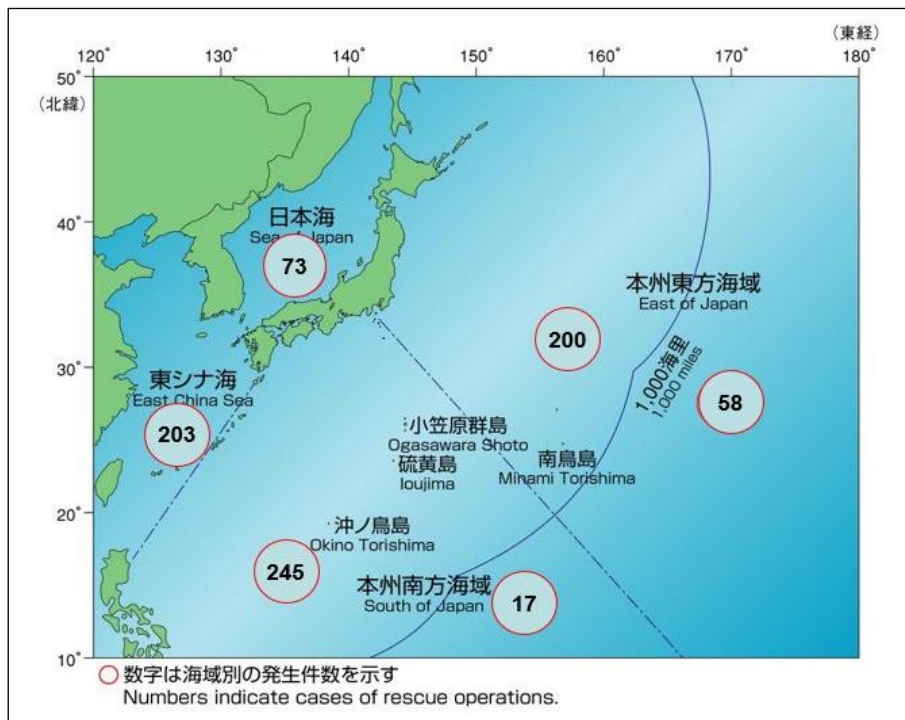 (東経)
120° 130° 140° 150° 160° 170° 180°
50°
(北緯)
40°
30°
20°
10°
日本海
Sea of Japan
73
本州東方海域
East of Japan
200
1,000海里
1,000 miles
58
東シナ海
East China Sea
203
小笠原群島
Ogasawara Shoto
硫黄島
Ioujima
南鳥島
Minami Torishima
沖ノ鳥島
Okino Torishima
245
本州南方海域
South of Japan
17
数字は海域別の発生件数を示す
Numbers indicate cases of rescue operations.